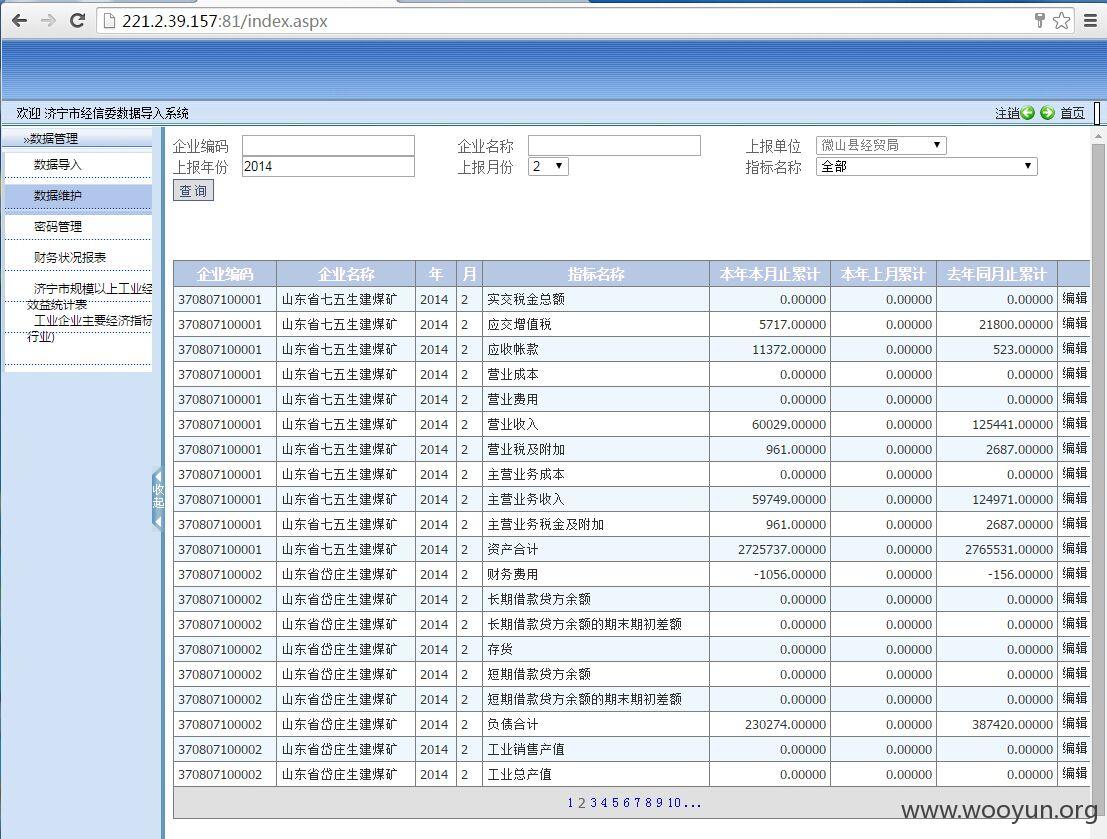 221.2.39.157:81/index.aspx
欢迎 济宁市经信委数据导入系统 注销 首页
»数据管理
数据导入
数据维护
密码管理
财务状况报表
济宁市规模以上工业经
效益统计表
工业企业主要经济指标
行业)
收起
企业编码 企业名称 上报单位 微山县经贸局
上报年份 2014 上报月份 2 指标名称 全部
查 询
企业编码 企业名称 年 月 指标名称 本年本月止累计 本年上月累计 去年同月止累计
370807100001 山东省七五生建煤矿 2014 2 实交税金总额 0.00000 0.00000 0.00000 编辑
370807100001 山东省七五生建煤矿 2014 2 应交增值税 5717.00000 0.00000 21800.00000 编辑
370807100001 山东省七五生建煤矿 2014 2 应收帐款 11372.00000 0.00000 523.00000 编辑
370807100001 山东省七五生建煤矿 2014 2 营业成本 0.00000 0.00000 0.00000 编辑
370807100001 山东省七五生建煤矿 2014 2 营业费用 0.00000 0.00000 0.00000 编辑
370807100001 山东省七五生建煤矿 2014 2 营业收入 60029.00000 0.00000 125441.00000 编辑
370807100001 山东省七五生建煤矿 2014 2 营业税及附加 961.00000 0.00000 2687.00000 编辑
370807100001 山东省七五生建煤矿 2014 2 主营业务成本 0.00000 0.00000 0.00000 编辑
370807100001 山东省七五生建煤矿 2014 2 主营业务收入 59749.00000 0.00000 124971.00000 编辑
370807100001 山东省七五生建煤矿 2014 2 主营业务税金及附加 961.00000 0.00000 2687.00000 编辑
370807100001 山东省七五生建煤矿 2014 2 资产合计 2725737.00000 0.00000 2765531.00000 编辑
370807100002 山东省岱庄生建煤矿 2014 2 财务费用 -1056.00000 0.00000 -156.00000 编辑
370807100002 山东省岱庄生建煤矿 2014 2 长期借款贷方余额 0.00000 0.00000 0.00000 编辑
370807100002 山东省岱庄生建煤矿 2014 2 长期借款贷方余额的期末期初差额 0.00000 0.00000 0.00000 编辑
370807100002 山东省岱庄生建煤矿 2014 2 存货 0.00000 0.00000 0.00000 编辑
370807100002 山东省岱庄生建煤矿 2014 2 短期借款贷方余额 0.00000 0.00000 0.00000 编辑
370807100002 山东省岱庄生建煤矿 2014 2 短期借款贷方余额的期末期初差额 0.00000 0.00000 0.00000 编辑
370807100002 山东省岱庄生建煤矿 2014 2 负债合计 230274.00000 0.00000 387420.00000 编辑
370807100002 山东省岱庄生建煤矿 2014 2 工业销售产值 0.00000 0.00000 0.00000 编辑
370807100002 山东省岱庄生建煤矿 2014 2 工业总产值 0.00000 0.00000 0.00000 编辑
1 2 3 4 5 6 7 8 9 10 ...
www.wooyun.org